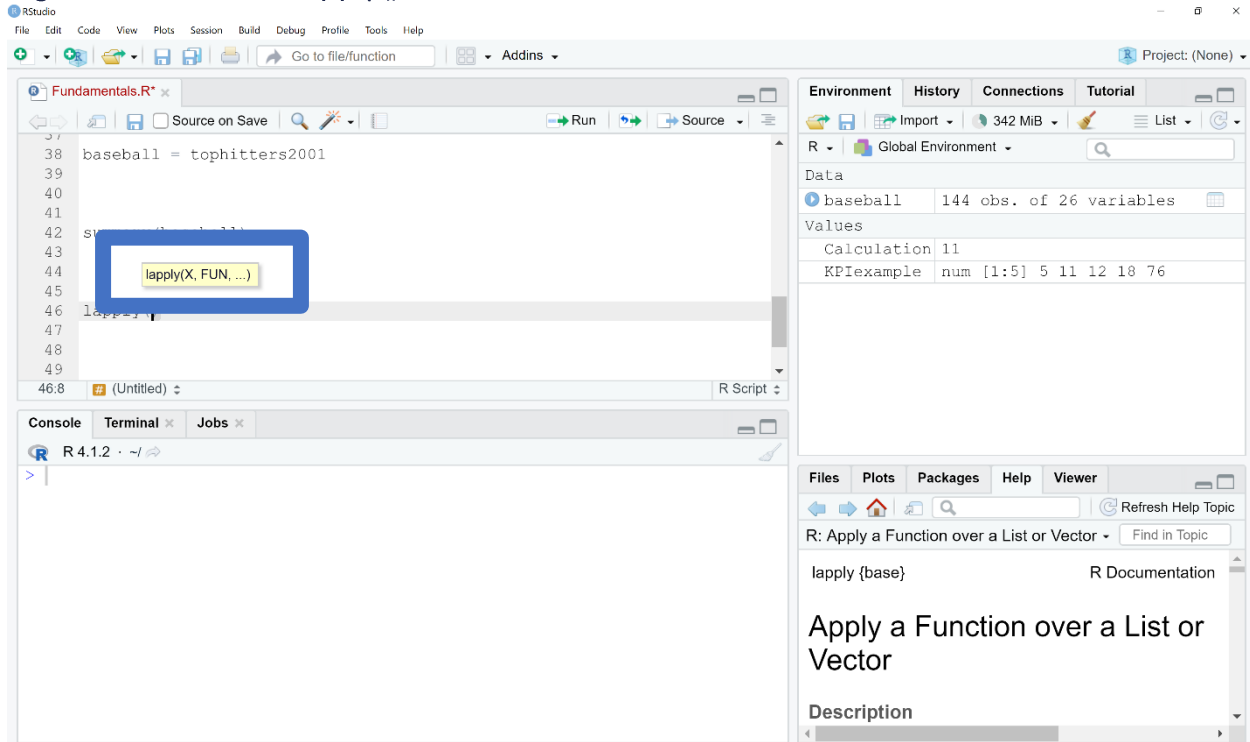 RStudio
File Edit Code View Plots Session Build Debug Profile Tools Help
Go to file/function Addins Project: (None)
Fundamentals.R*
Source on Save Run Source
37
38 baseball = tophitters2001
39
40
41
42
43
44 lapply(X, FUN, ...)
45
46 lapply(
47
48
49
46:8 # (Untitled) R Script
Console Terminal Jobs
R 4.1.2 · ~/
>
Environment History Connections Tutorial
Import 342 MiB List
R Global Environment
Data
baseball 144 obs. of 26 variables
Values
Calculation 11
KPIexample num [1:5] 5 11 12 18 76
Files Plots Packages Help Viewer
Refresh Help Topic
R: Apply a Function over a List or Vector Find in Topic
lapply {base} R Documentation
Apply a Function over a List or
Vector
Description